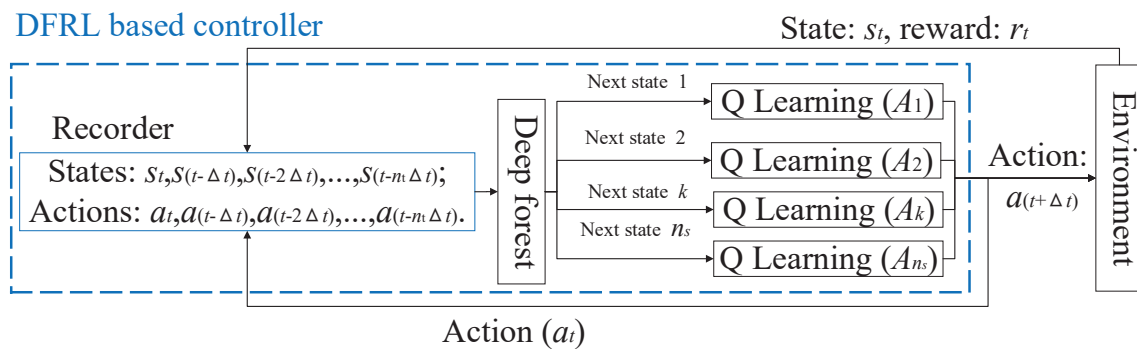 DFRL based controller
State: sₜ, reward: rₜ
Recorder
States: sₜ,s(t-Δt),s(t-2Δt),...,s(t-nₜΔt);
Actions: aₜ,a(t-Δt),a(t-2Δt),...,a(t-nₜΔt).
Deep forest
Next state 1
Next state 2
Next state k
Next state nₛ
Q Learning (A₁)
Q Learning (A₂)
Q Learning (Aₖ)
Q Learning (Aₙₛ)
Action:
a(t+Δt)
Environment
Action (aₜ)